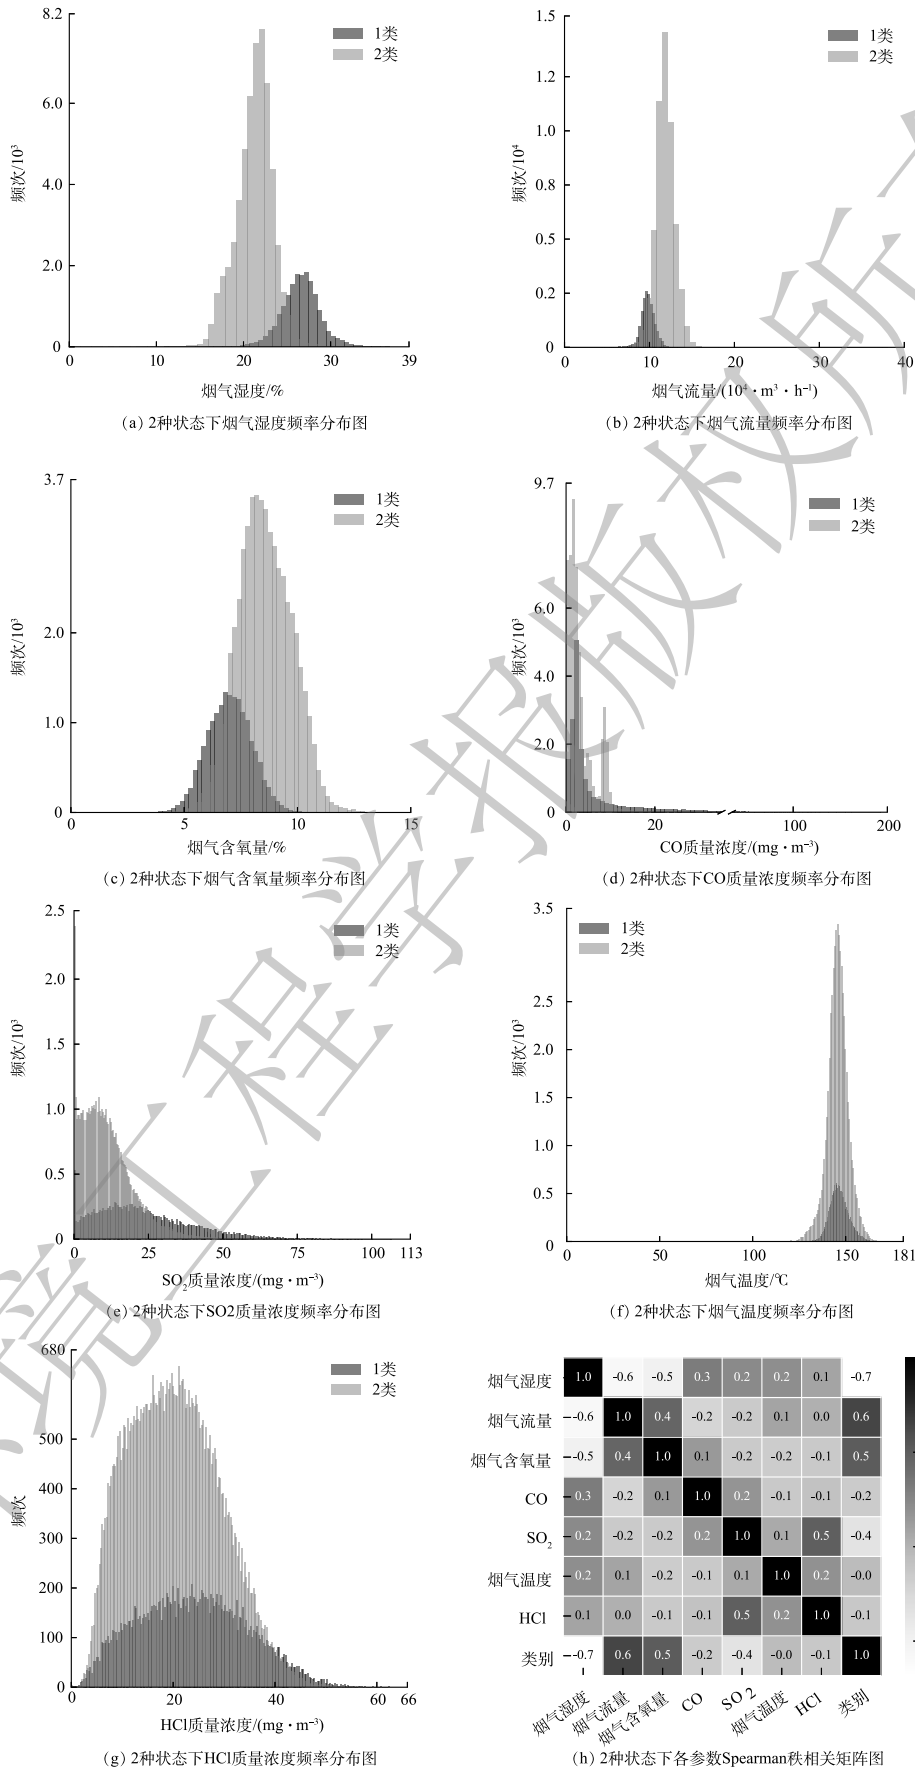 8.2
6.0
4.0
2.0
0
频次/10³
1类
2类
0 10 20 30 39
烟气湿度/%
(a) 2种状态下烟气湿度频率分布图
1.5
1.2
1.0
0.8
0.5
0.2
0
频次/10⁴
1类
2类
0 10 20 30 40
烟气流量/(10⁴·m³·h⁻¹)
(b) 2种状态下烟气流量频率分布图
3.7
2.0
1.0
0
频次/10³
1类
2类
0 5 10 15
烟气含氧量/%
(c) 2种状态下烟气含氧量频率分布图
9.7
6.0
4.0
2.0
0
频次/10³
1类
2类
0 20 100 200
CO质量浓度/(mg·m⁻³)
(d) 2种状态下CO质量浓度频率分布图
2.5
2.0
1.5
1.0
0.5
0
频次/10³
1类
2类
0 25 50 75 100 113
SO₂质量浓度/(mg·m⁻³)
(e) 2种状态下SO2质量浓度频率分布图
3.5
2.5
2.0
1.5
1.0
0.5
0
频次/10³
1类
2类
0 50 100 150 181
烟气温度/℃
(f) 2种状态下烟气温度频率分布图
680
500
400
300
200
100
0
频次
1类
2类
0 20 40 60 66
HCl质量浓度/(mg·m⁻³)
(g) 2种状态下HCl质量浓度频率分布图
烟气湿度 1.0 -0.6 -0.5 0.3 0.2 0.2 0.1 -0.7
烟气流量 -0.6 1.0 0.4 -0.2 -0.2 0.1 0.0 0.6
烟气含氧量 -0.5 0.4 1.0 0.1 -0.2 -0.2 -0.1 0.5
CO 0.3 -0.2 0.1 1.0 0.2 -0.1 -0.1 -0.2
SO₂ 0.2 -0.2 -0.2 0.2 1.0 0.1 0.5 -0.4
烟气温度 0.2 0.1 -0.2 -0.1 0.1 1.0 0.2 -0.0
HCl 0.1 0.0 -0.1 -0.1 0.5 0.2 1.0 -0.1
类别 -0.7 0.6 0.5 -0.2 -0.4 -0.0 -0.1 1.0
烟气湿度 烟气流量 烟气含氧量 CO SO 2 烟气温度 HCl 类别
(h) 2种状态下各参数Spearman秩相关矩阵图
环境工程学报版权所有